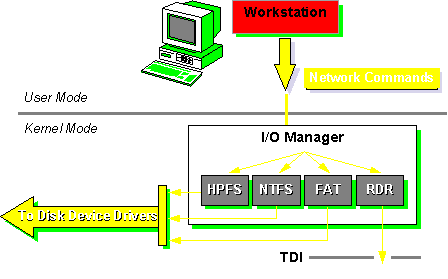 Workstation
Network Commands
User Mode
Kernel Mode
I/O Manager
HPFS NTFS FAT RDR
To Disk Device Drivers
TDI